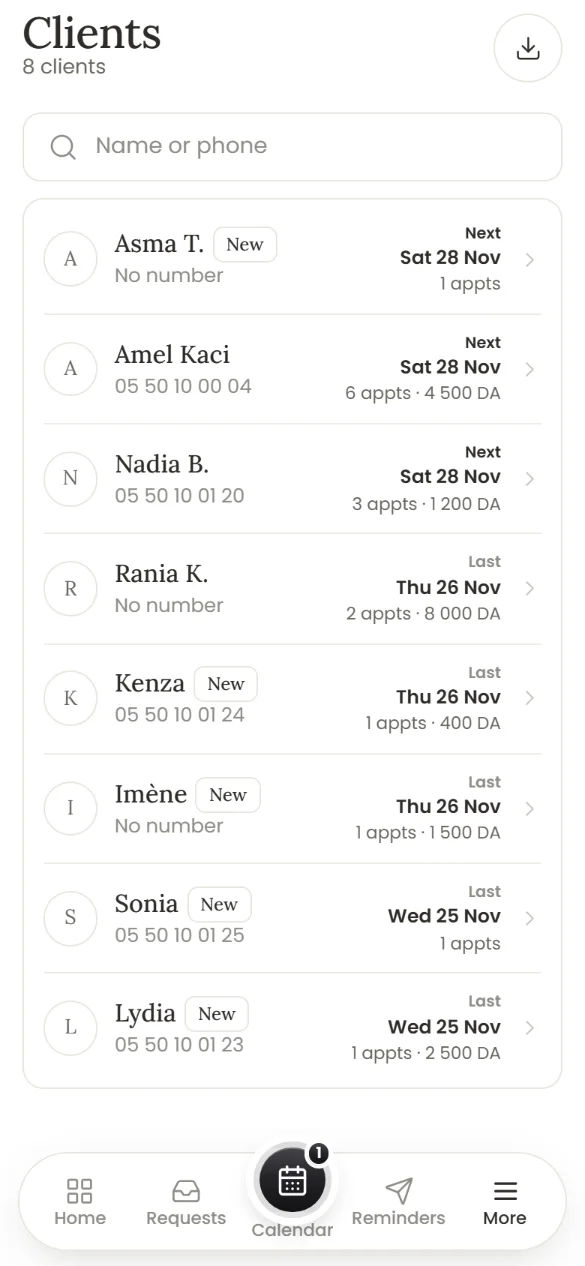 Clients
8 clients
Name or phone
A
Asma T. New
No number
Next
Sat 28 Nov
1 appts
A
Amel Kaci
05 50 10 00 04
Next
Sat 28 Nov
6 appts · 4 500 DA
N
Nadia B.
05 50 10 01 20
Next
Sat 28 Nov
3 appts · 1 200 DA
R
Rania K.
No number
Last
Thu 26 Nov
2 appts · 8 000 DA
K
Kenza New
05 50 10 01 24
Last
Thu 26 Nov
1 appts · 400 DA
I
Imène New
No number
Last
Thu 26 Nov
1 appts · 1 500 DA
S
Sonia New
05 50 10 01 25
Last
Wed 25 Nov
1 appts
L
Lydia New
05 50 10 01 23
Last
Wed 25 Nov
1 appts · 2 500 DA
1
Home
Requests
Calendar
Reminders
More